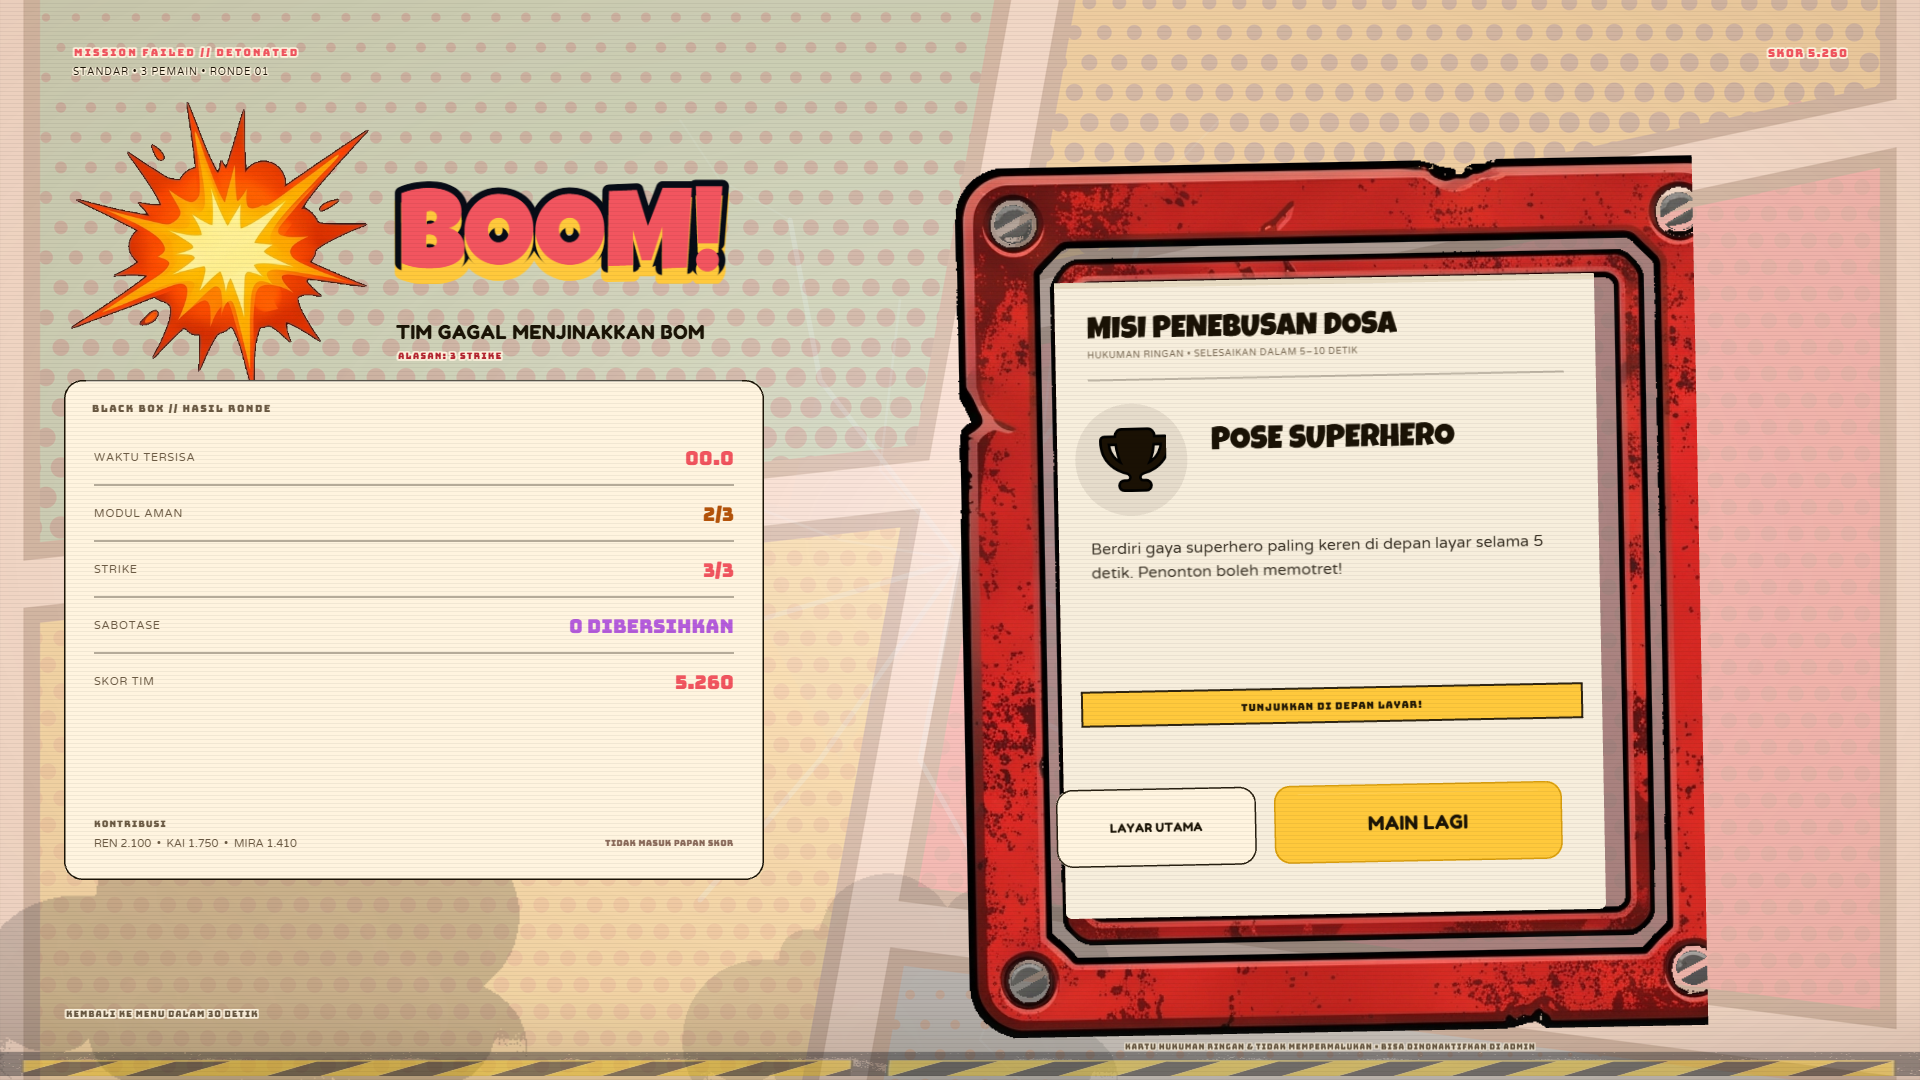 MISSION FAILED // DETONATED
STANDAR • 3 PEMAIN • RONDE 01
SKOR 5.260
BOOM!
TIM GAGAL MENJINAKKAN BOM
ALASAN: 3 STRIKE
BLACK BOX // HASIL RONDE
WAKTU TERSISA 00.0
MODUL AMAN 2/3
STRIKE 3/3
SABOTASE 0 DIBERSIHKAN
SKOR TIM 5.260
KONTRIBUSI
REN 2.100 • KAI 1.750 • MIRA 1.410
TIDAK MASUK PAPAN SKOR
KEMBALI KE MENU DALAM 30 DETIK
MISI PENEBUSAN DOSA
HUKUMAN RINGAN • SELESAIKAN DALAM 5–10 DETIK
POSE SUPERHERO
Berdiri gaya superhero paling keren di depan layar selama 5
detik. Penonton boleh memotret!
TUNJUKKAN DI DEPAN LAYAR!
LAYAR UTAMA
MAIN LAGI
KARTU HUKUMAN RINGAN & TIDAK MEMPERMALUKAN • BISA DINONAKTIFKAN DI ADMIN